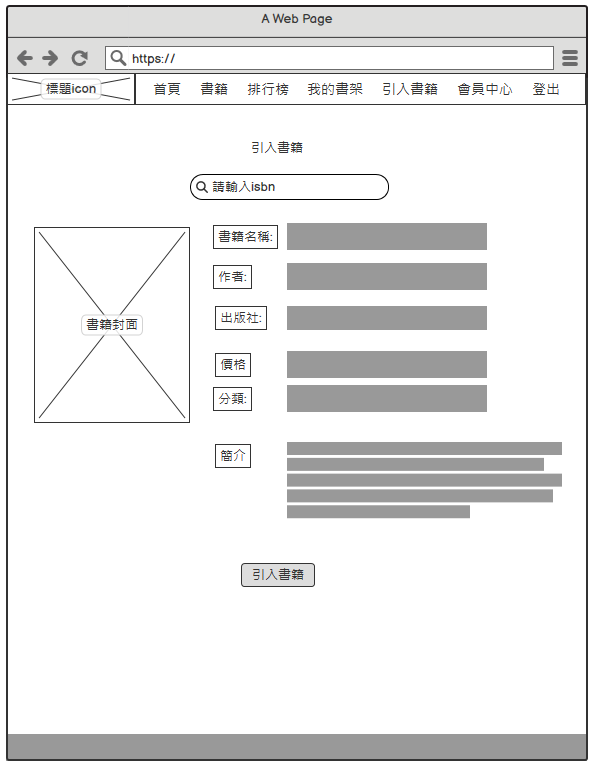 A Web Page
https://
標題icon 首頁 書籍 排行榜 我的書架 引入書籍 會員中心 登出
引入書籍
請輸入isbn
書籍名稱:
作者:
出版社:
書籍封面
價格
分類:
簡介
引入書籍